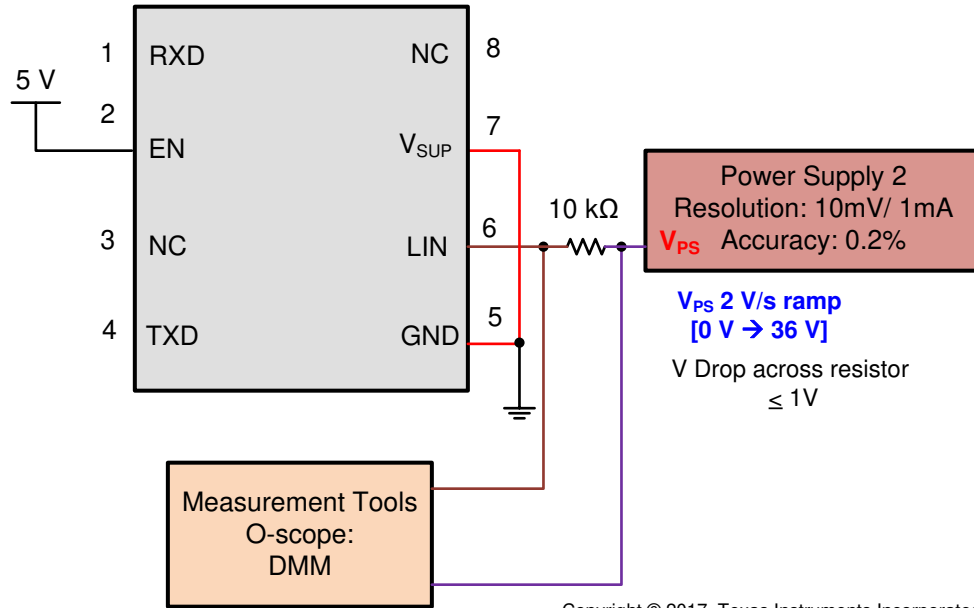 1
RXD
NC
8
5 V
2
EN
7
VSUP
3
NC
6
LIN
10 kΩ
Power Supply 2
Resolution: 10mV/ 1mA
VPS Accuracy: 0.2%
VPS 2 V/s ramp
[0 V → 36 V]
V Drop across resistor
≤ 1V
4
TXD
5
GND
Measurement Tools
O-scope:
DMM
Copyright © 2017, Texas Instruments